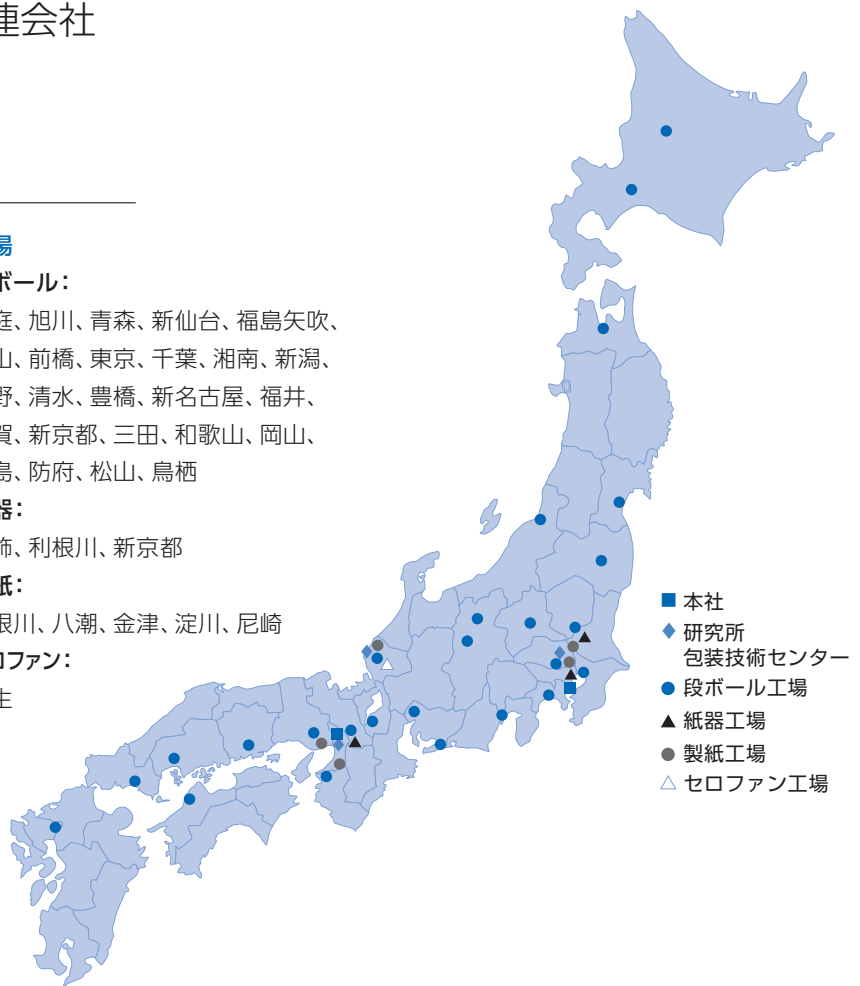 連会社
場
ボール：
庭、旭川、青森、新仙台、福島矢吹、
山、前橋、東京、千葉、湘南、新潟、
野、清水、豊橋、新名古屋、福井、
賀、新京都、三田、和歌山、岡山、
島、防府、松山、鳥栖
器：
飾、利根川、新京都
紙：
根川、八潮、金津、淀川、尼崎
ロファン：
生
本社
研究所
包装技術センター
段ボール工場
紙器工場
製紙工場
セロファン工場